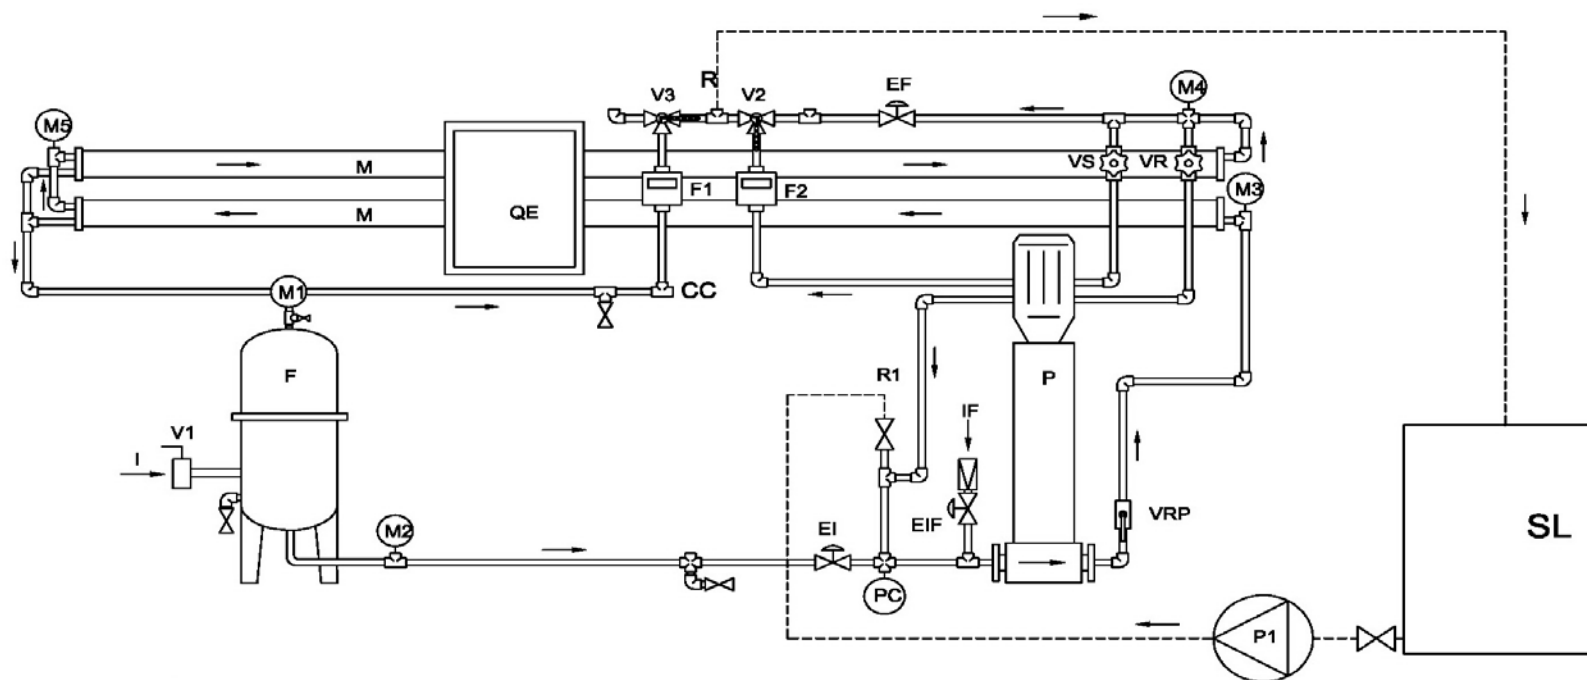 R
EF
M4
V3
V2
M5
M
VS
VR
F1
F2
M3
M
QE
M1
CC
F
R1
P
IF
V1
I
VRP
EI
EIF
M2
SL
PC
P1